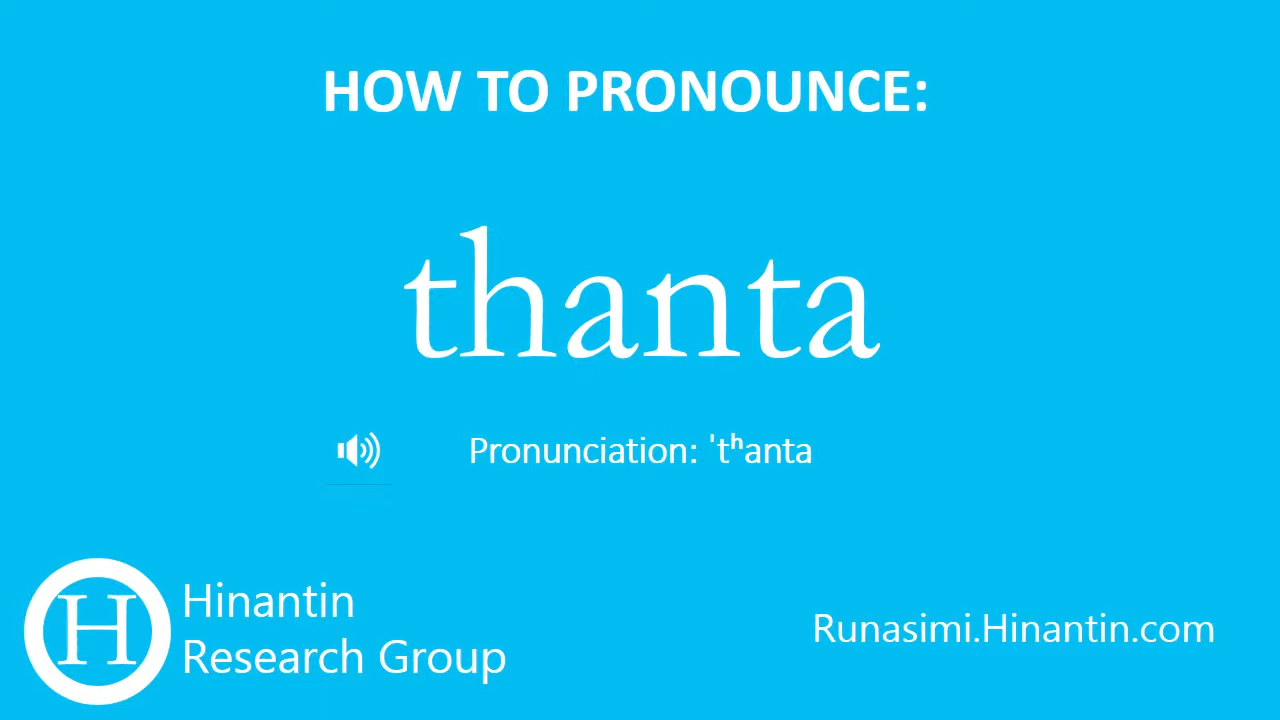 HOW TO PRONOUNCE:
thanta
Pronunciation: ˈtʰanta
H
Hinantin
Research Group
Runasimi.Hinantin.com